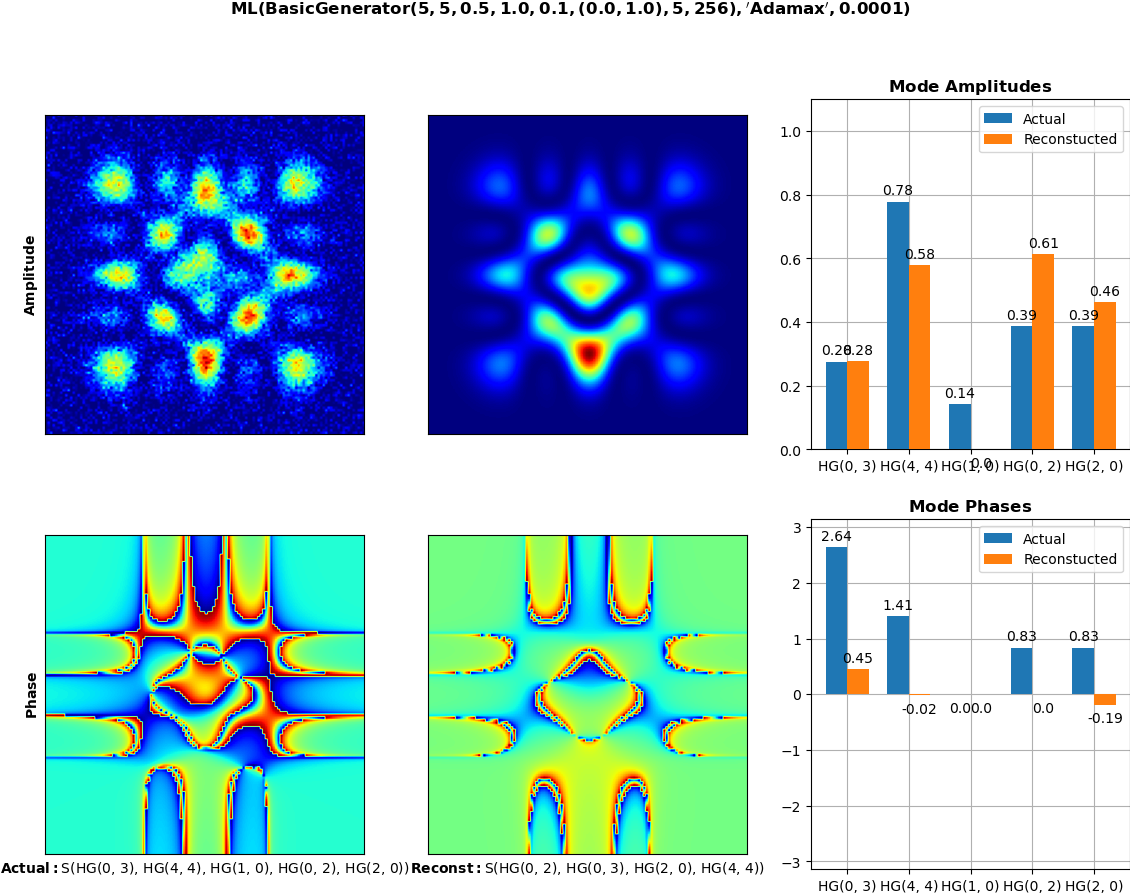 ML(BasicGenerator(5, 5, 0.5, 1.0, 0.1, (0.0, 1.0), 5, 256), ′Adamax′, 0.0001)
Amplitude
Mode Amplitudes
Actual
Reconstucted
1.0
0.8
0.6
0.4
0.2
0.0
0.28
0.28
0.78
0.58
0.14
0.0
0.39
0.61
0.39
0.46
HG(0, 3) HG(4, 4) HG(1, 0) HG(0, 2) HG(2, 0)
Phase
Mode Phases
Actual
Reconstucted
3
2
1
0
−1
−2
−3
2.64
0.45
1.41
-0.02
0.0
0.0
0.83
0.0
0.83
-0.19
HG(0, 3) HG(4, 4) HG(1, 0) HG(0, 2) HG(2, 0)
Actual: S(HG(0, 3), HG(4, 4), HG(1, 0), HG(0, 2), HG(2, 0))
Reconst: S(HG(0, 2), HG(0, 3), HG(2, 0), HG(4, 4))